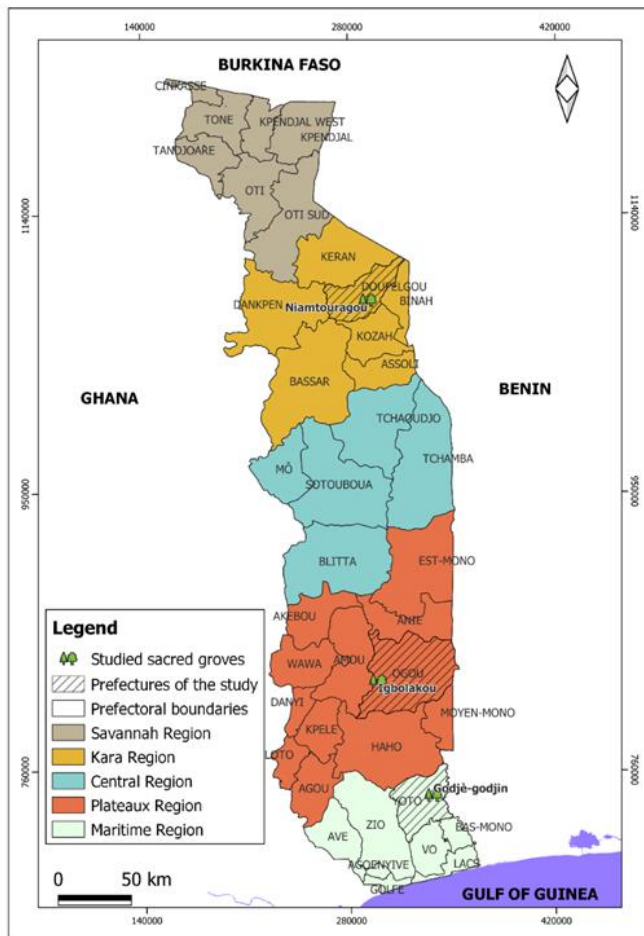 140000
280000
420000
BURKINA FASO
CINKASSE
TONE
KPENDJAL WEST
KPENDJAL
TANDJOARE
OTI
OTI SUD
1140000
1140000
KERAN
DOUFELGOU
DANKPEN
Niamtouragou
BINAH
KOZAH
ASSOLI
BASSAR
GHANA
BENIN
TCHAOUDJO
MÔ
TCHAMBA
SOTOUBOUA
950000
950000
BLITTA
EST-MONO
AKEBOU
ANIE
WAWA
AMOU
OGOU
Igbolakou
DANYI
MOYEN-MONO
KPELE
HAHO
LOTO
AGOU
760000
760000
Godjè-godjin
YOTO
ZIO
BAS-MONO
AVE
VO
AGOENYIVE
LACS
GOLFE
GULF OF GUINEA
Legend
Studied sacred groves
Prefectures of the study
Prefectoral boundaries
Savannah Region
Kara Region
Central Region
Plateaux Region
Maritime Region
0 50 km
140000
280000
420000